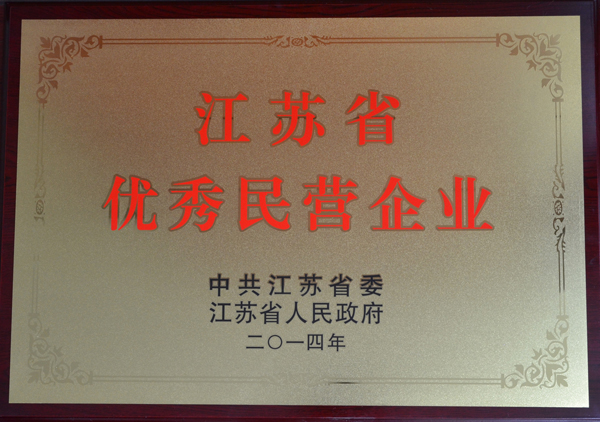 江苏省
优秀民营企业
中共江苏省委
江苏省人民政府
二〇一四年